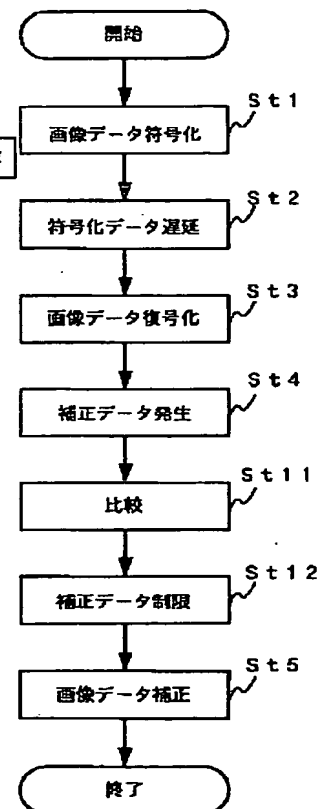 開始
St1
画像データ符号化
St2
符号化データ遅延
St3
画像データ復号化
St4
補正データ発生
St11
比較
St12
補正データ制限
St5
画像データ補正
終了